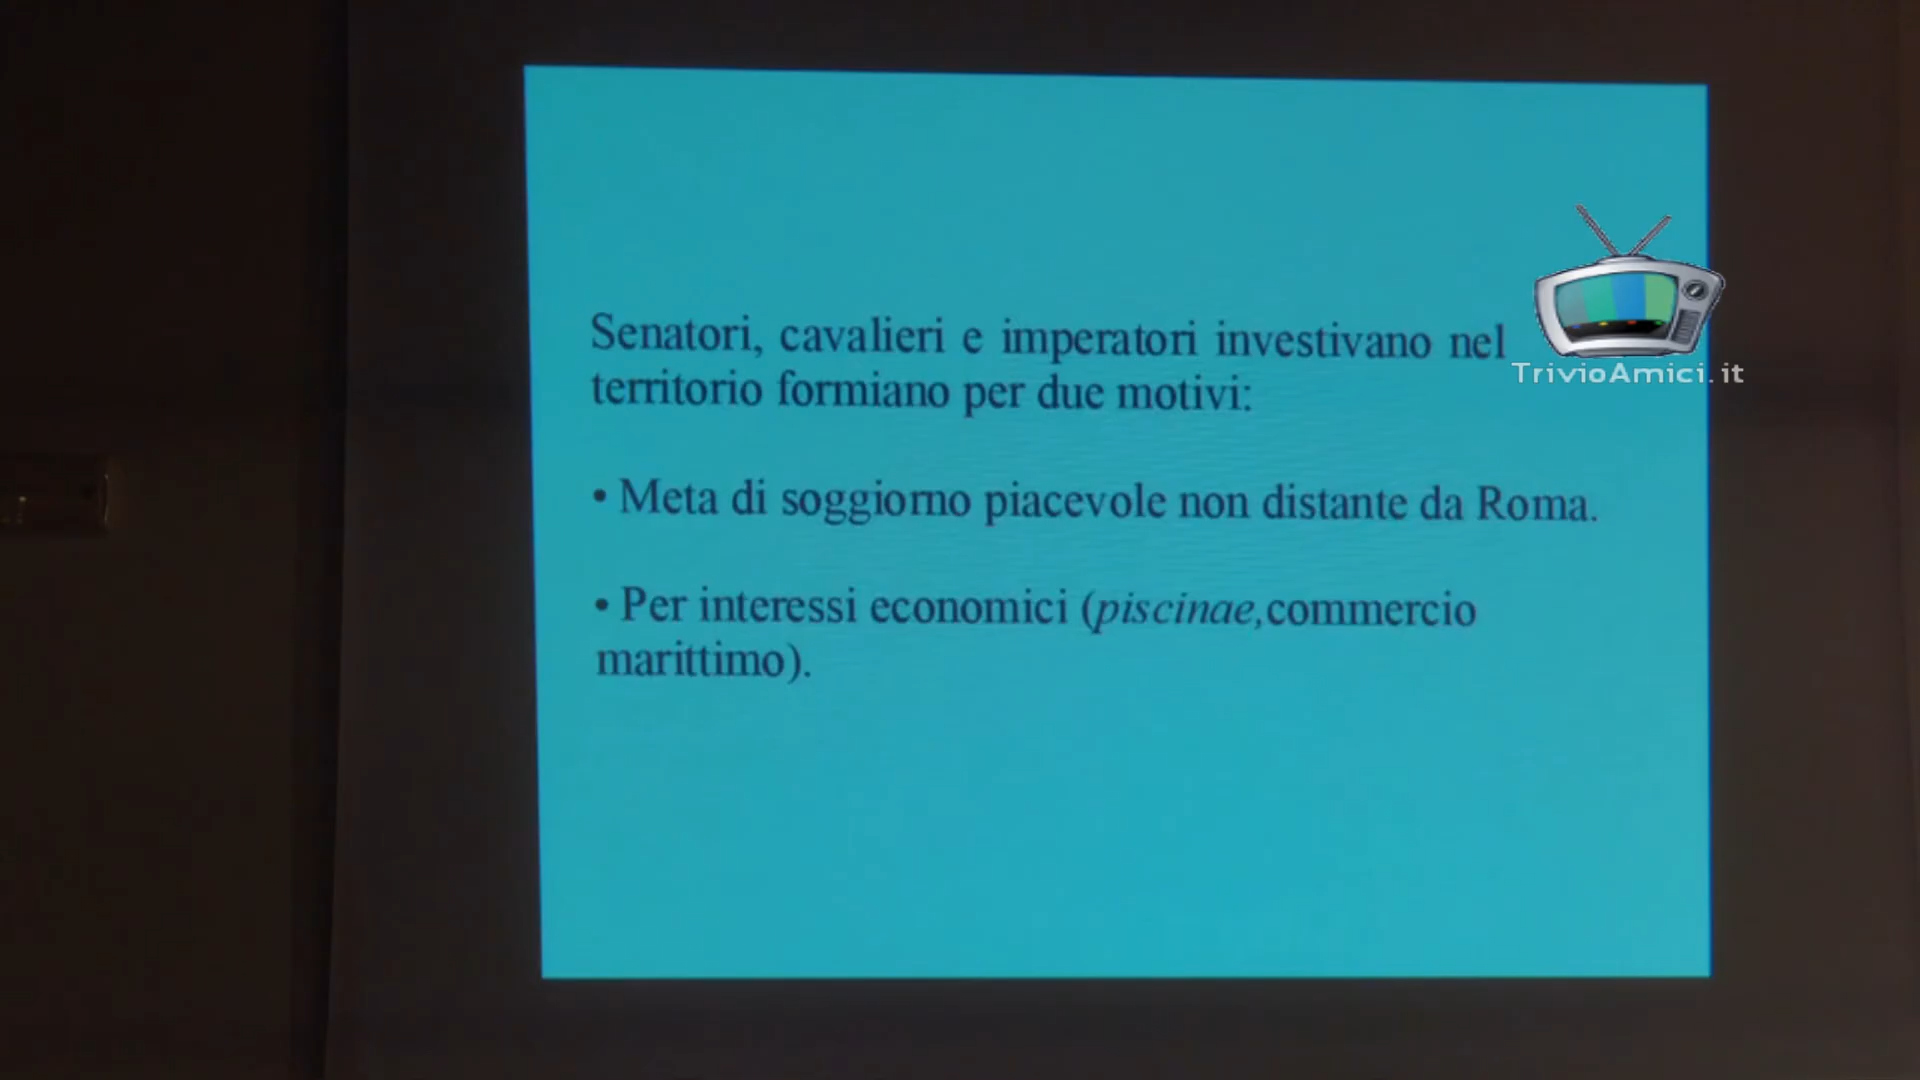 Senatori, cavalieri e imperatori investivano nel
territorio formiano per due motivi:
• Meta di soggiorno piacevole non distante da Roma.
• Per interessi economici (piscinae,commercio
marittimo).
TrivioAmici.it